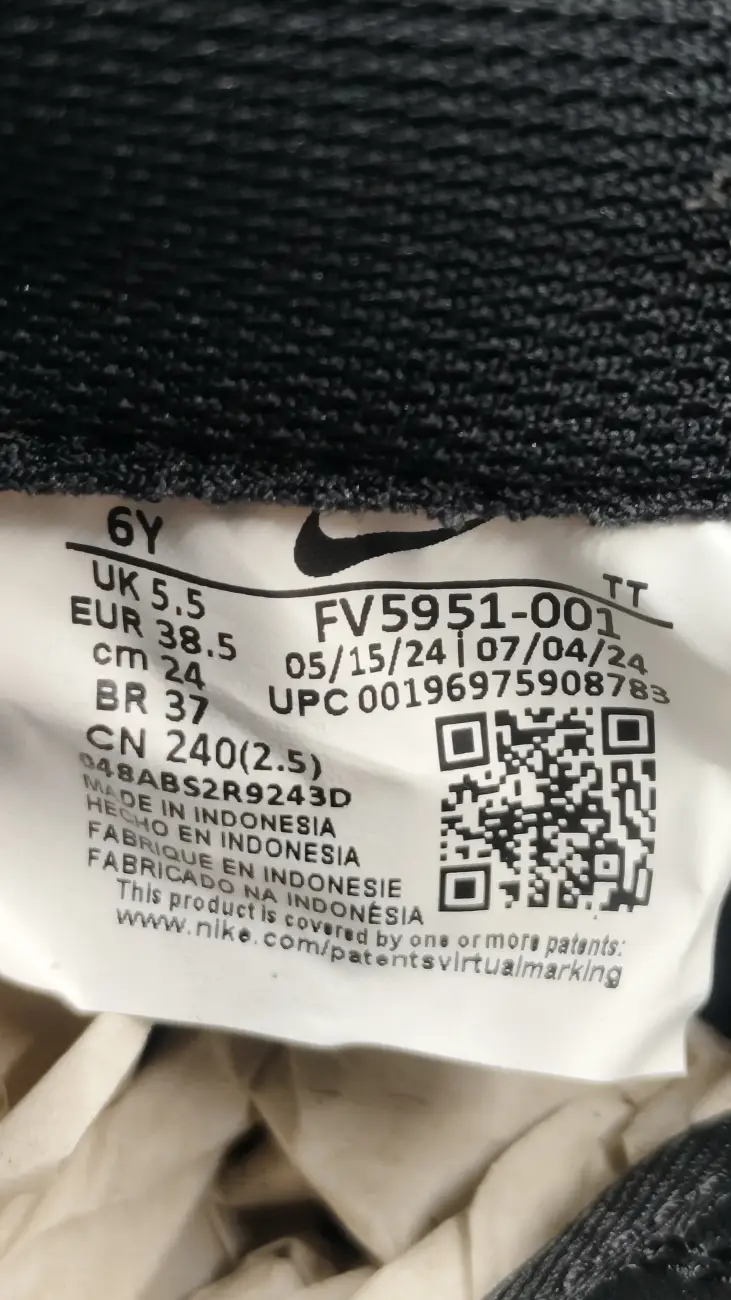 6Y
TT
UK 5.5
EUR 38.5
cm 24
BR 37
CN 240(2.5)
FV5951-001
05/15/24 | 07/04/24
UPC 00196975908783
048ABS2R9243D
MADE IN INDONESIA
HECHO EN INDONESIA
FABRIQUE EN INDONESIE
FABRICADO NA INDONÉSIA
This product is covered by one or more patents:
www.nike.com/patentsvirtualmarking